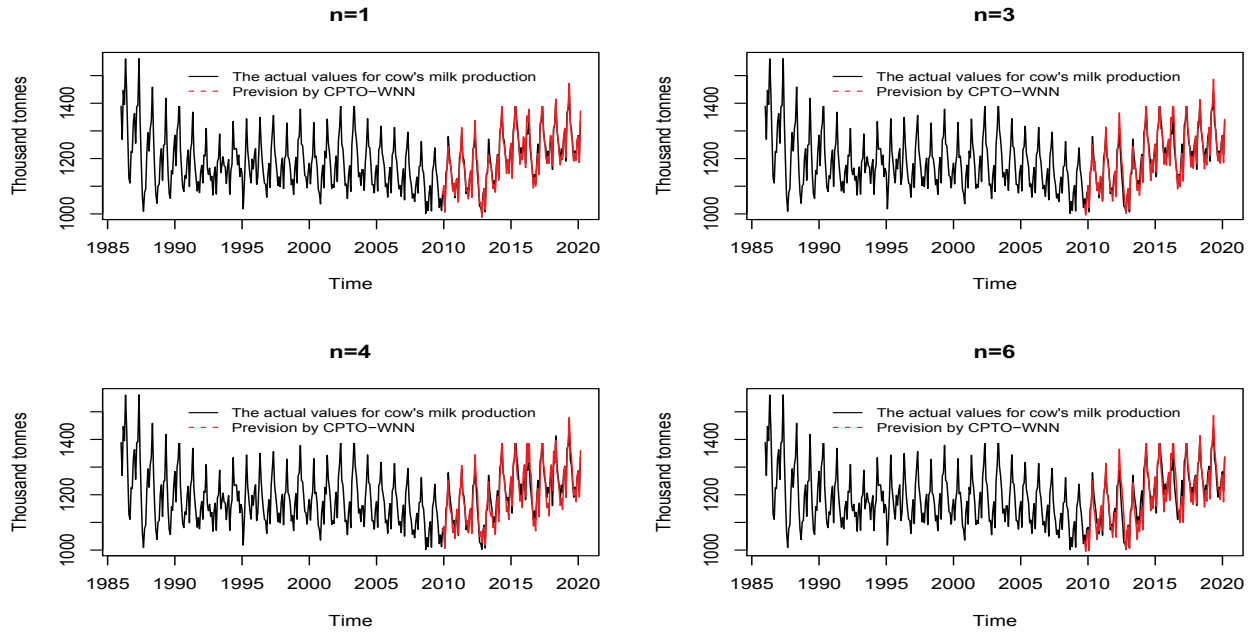 n=1
The actual values for cow's milk production
Prevision by CPTO−WNN
Thousand tonnes
1000 1200 1400
1985 1990 1995 2000 2005 2010 2015 2020
Time
n=3
The actual values for cow's milk production
Prevision by CPTO−WNN
Thousand tonnes
1000 1200 1400
1985 1990 1995 2000 2005 2010 2015 2020
Time
n=4
The actual values for cow's milk production
Prevision by CPTO−WNN
Thousand tonnes
1000 1200 1400
1985 1990 1995 2000 2005 2010 2015 2020
Time
n=6
The actual values for cow's milk production
Prevision by CPTO−WNN
Thousand tonnes
1000 1200 1400
1985 1990 1995 2000 2005 2010 2015 2020
Time